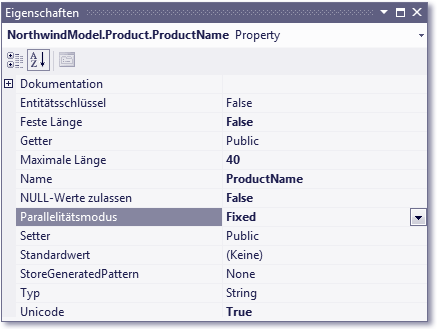 Eigenschaften
NorthwindModel.Product.ProductName Property
Dokumentation
Entitätsschlüssel False
Feste Länge False
Getter Public
Maximale Länge 40
Name ProductName
NULL-Werte zulassen False
Parallelitätsmodus Fixed
Setter Public
Standardwert (Keine)
StoreGeneratedPattern None
Typ String
Unicode True